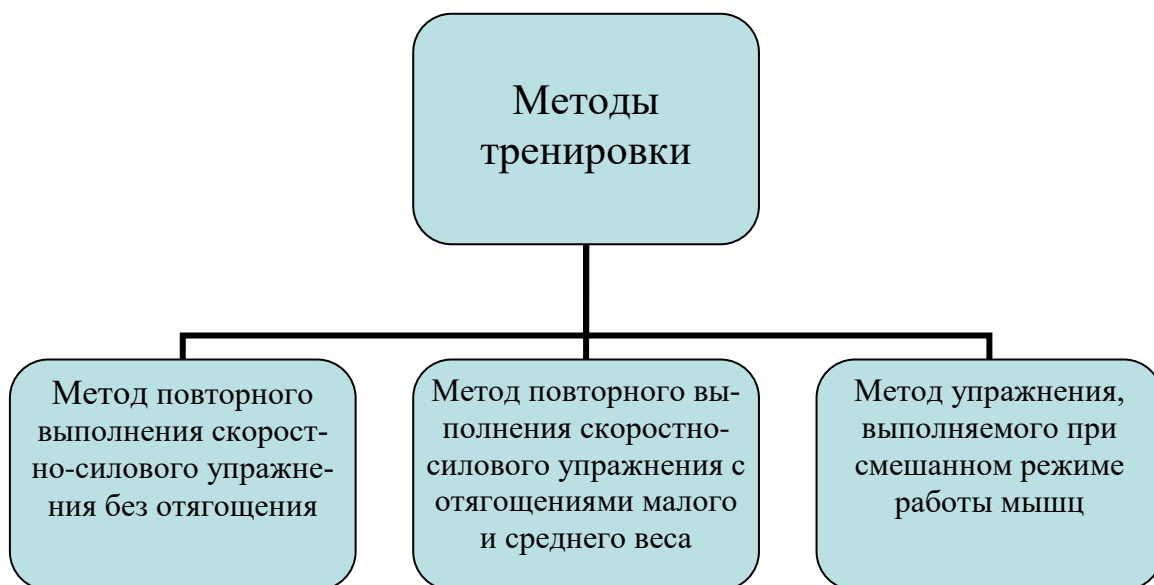 Методы
тренировки
Метод повторного
выполнения скорост-
но-силового упражне-
ния без отягощения
Метод повторного вы-
полнения скоростно-
силового упражнения с
отягощениями малого
и среднего веса
Метод упражнения,
выполняемого при
смешанном режиме
работы мышц